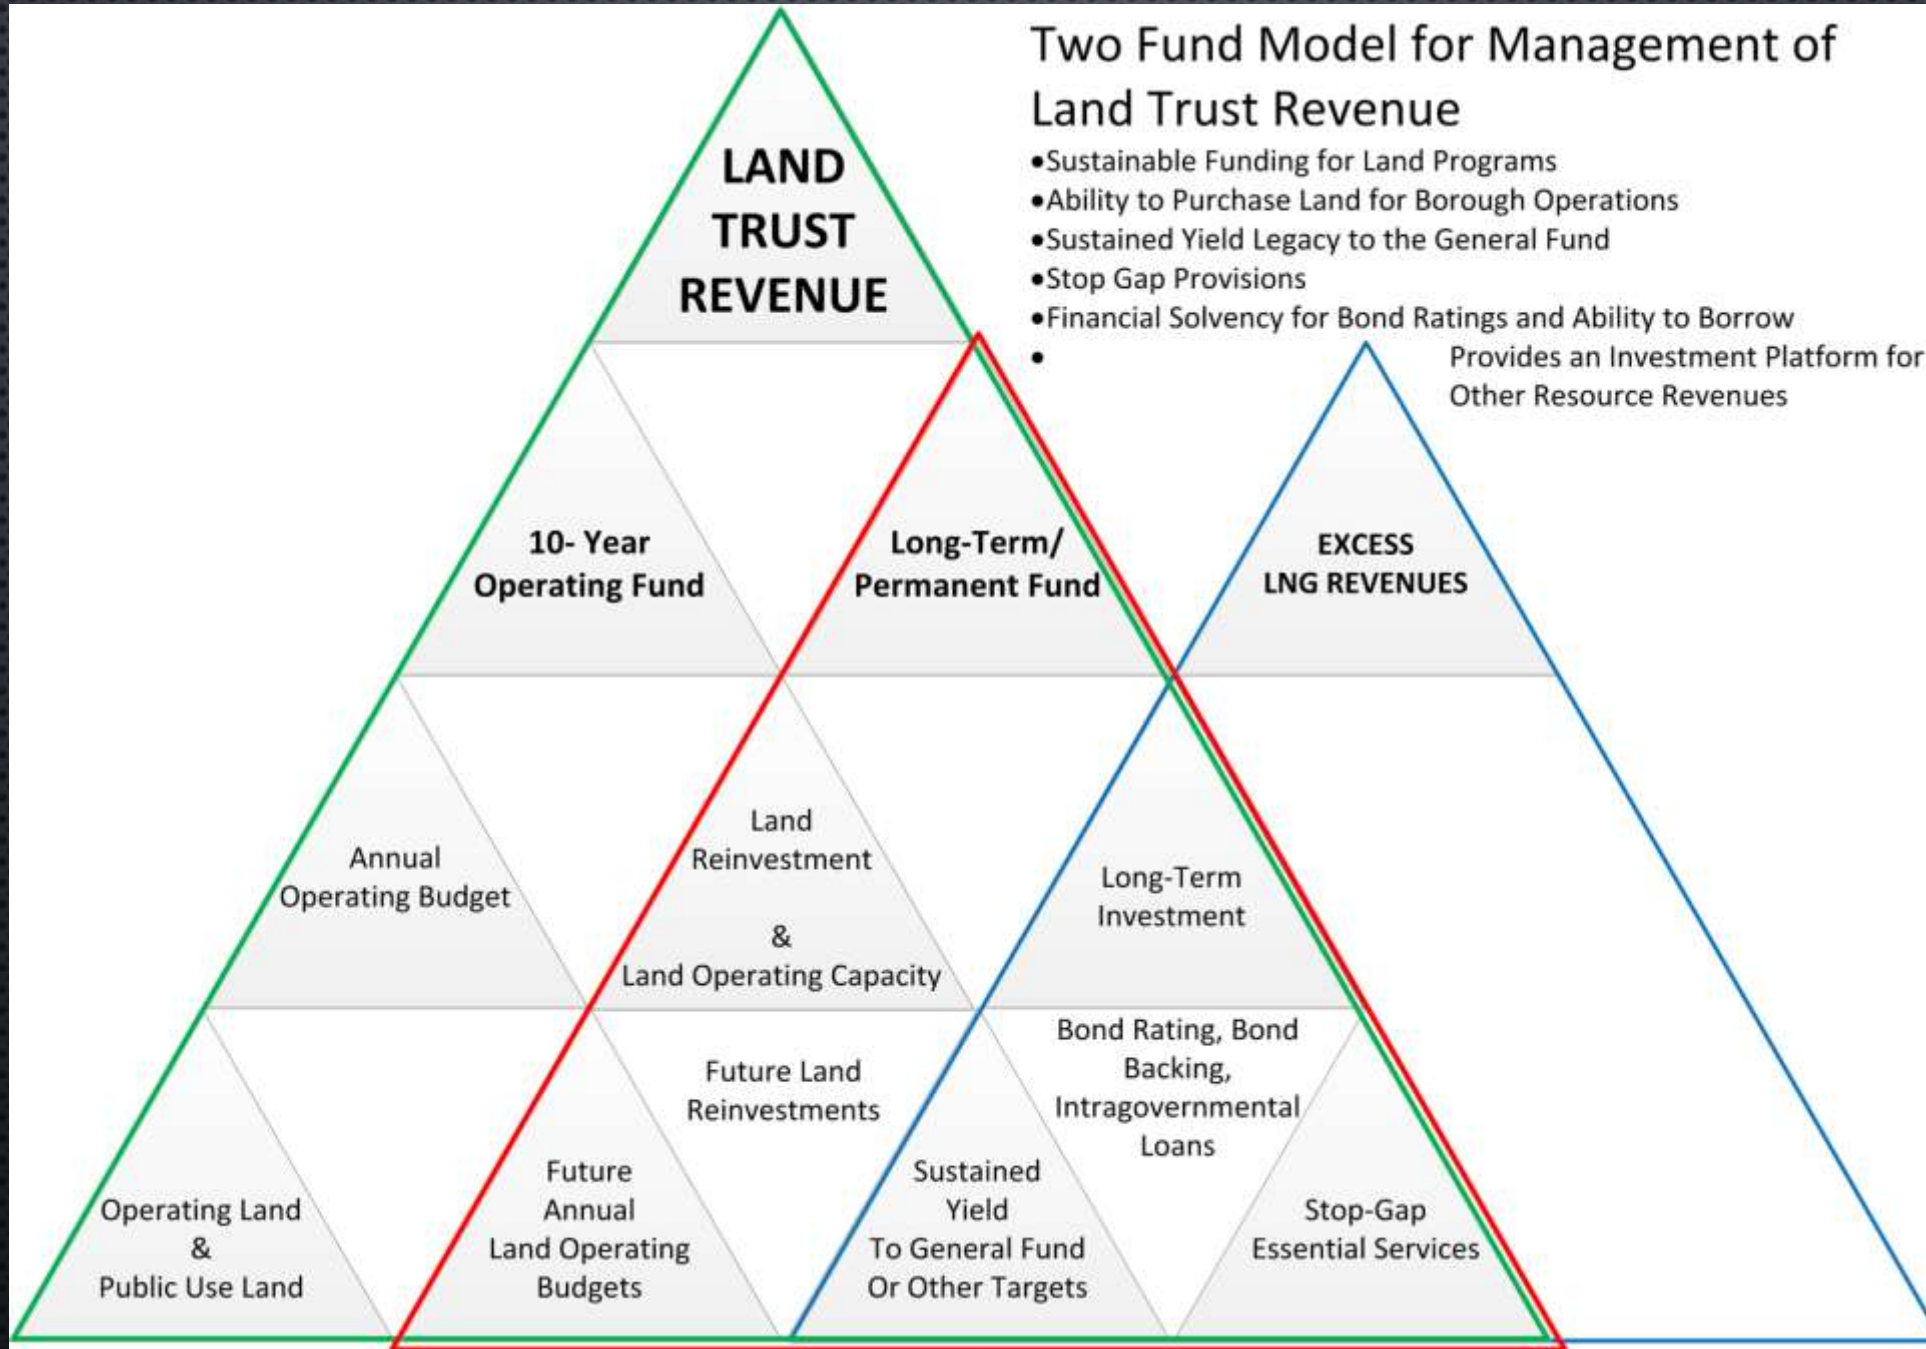 Two Fund Model for Management of
Land Trust Revenue
•Sustainable Funding for Land Programs
•Ability to Purchase Land for Borough Operations
•Sustained Yield Legacy to the General Fund
•Stop Gap Provisions
•Financial Solvency for Bond Ratings and Ability to Borrow
• Provides an Investment Platform for
Other Resource Revenues
LAND
TRUST
REVENUE
10- Year
Operating Fund
Long-Term/
Permanent Fund
EXCESS
LNG REVENUES
Annual
Operating Budget
Land
Reinvestment
&
Land Operating Capacity
Long-Term
Investment
Operating Land
&
Public Use Land
Future
Annual
Land Operating
Budgets
Future Land
Reinvestments
Sustained
Yield
To General Fund
Or Other Targets
Bond Rating, Bond
Backing,
Intragovernmental
Loans
Stop-Gap
Essential Services